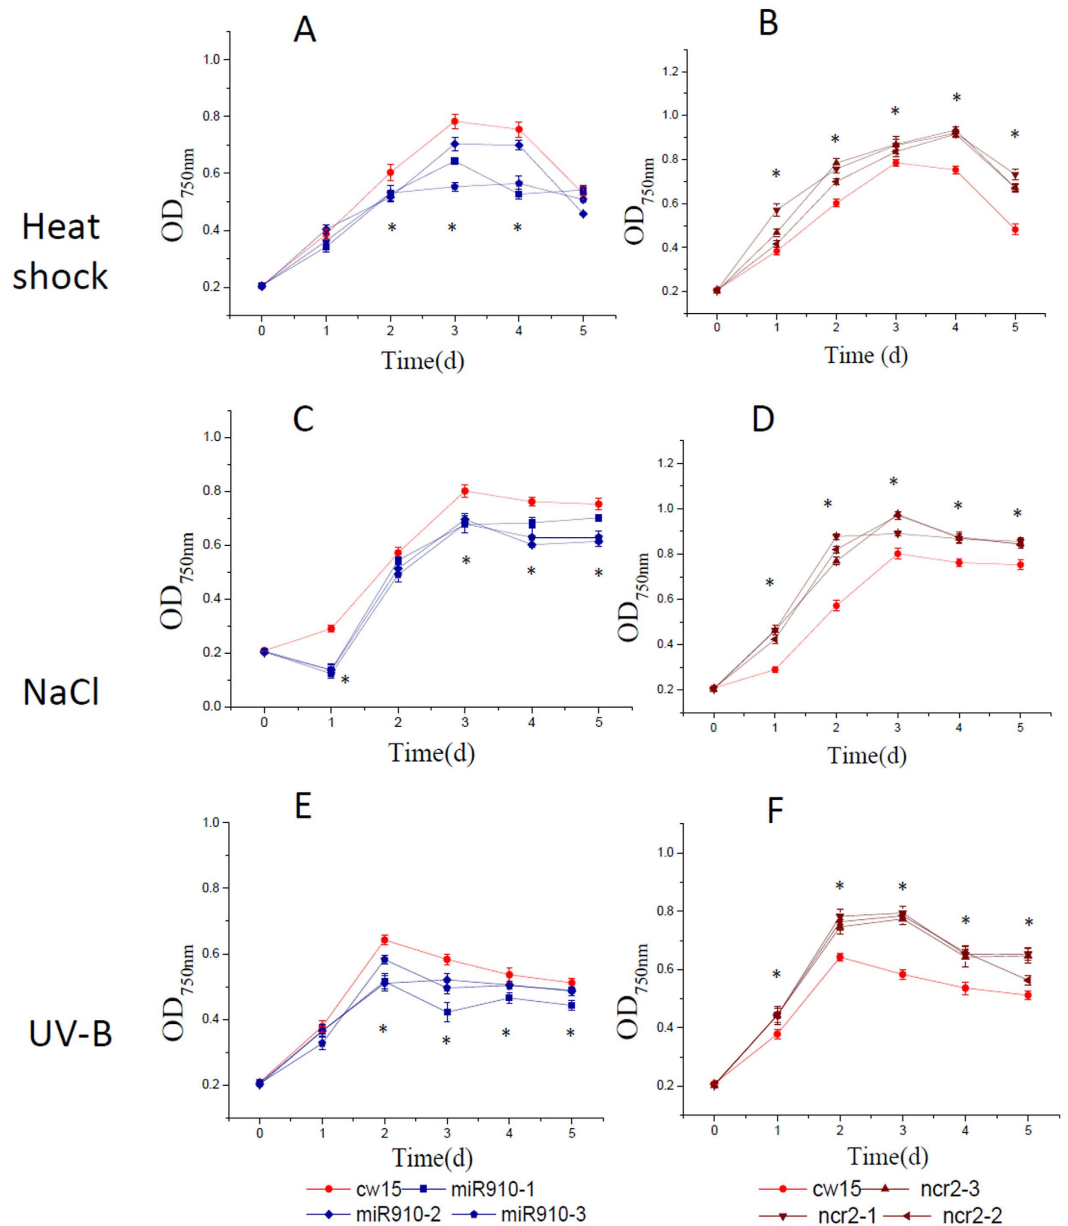 A
B
Heat
shock
OD750nm
1.0
0.8
0.6
0.4
0.2
* * *
0 1 2 3 4 5
Time(d)
OD750nm
1.2
1.0
0.8
0.6
0.4
0.2
* * * * *
0 1 2 3 4 5
Time (d)
C
D
NaCl
OD750nm
1.0
0.8
0.6
0.4
0.2
0.0
* * * *
0 1 2 3 4 5
Time(d)
OD750nm
1.2
1.0
0.8
0.6
0.4
0.2
* * * * *
0 1 2 3 4 5
Time(d)
E
F
UV-B
OD750nm
1.0
0.8
0.6
0.4
0.2
* * * *
0 1 2 3 4 5
Time(d)
OD750nm
1.0
0.8
0.6
0.4
0.2
* * * * *
0 1 2 3 4 5
Time(d)
cw15 miR910-1
miR910-2 miR910-3
cw15 ncr2-3
ncr2-1 ncr2-2